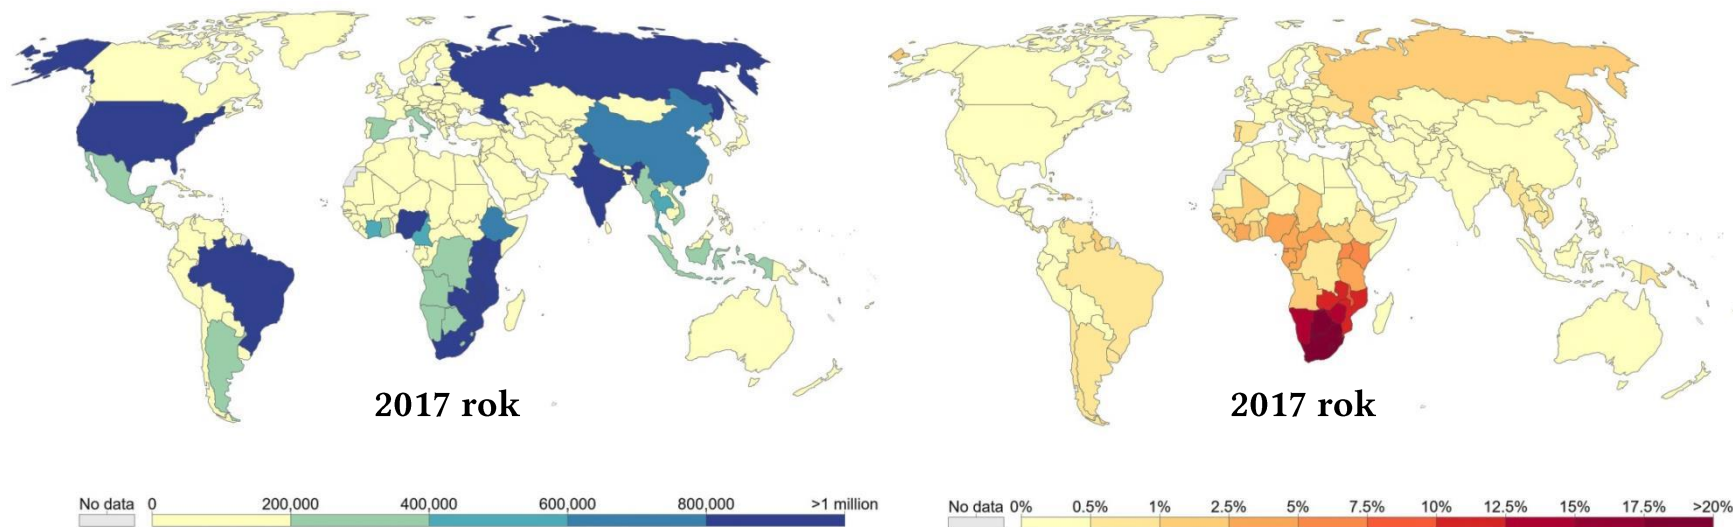 2017 rok
2017 rok
No data 0 200,000 400,000 600,000 800,000 >1 million
No data 0% 0.5% 1% 2.5% 5% 7.5% 10% 12.5% 15% 17.5% >20%